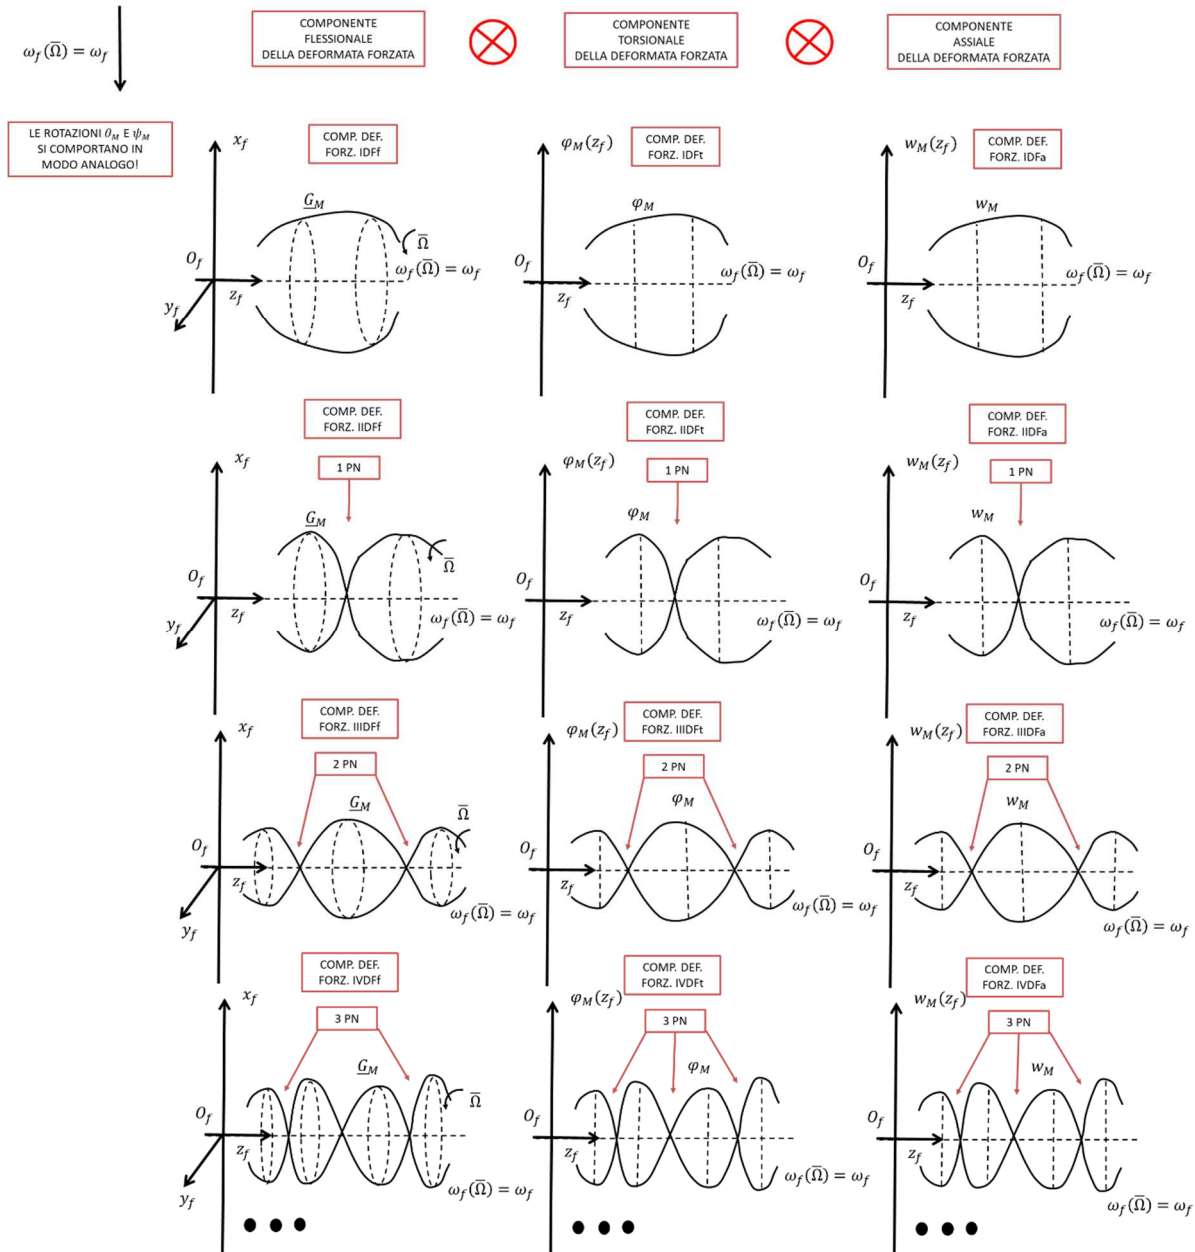 ω_f(Ω̅) = ω_f
COMPONENTE
FLESSIONALE
DELLA DEFORMATA FORZATA
COMPONENTE
TORSIONALE
DELLA DEFORMATA FORZATA
COMPONENTE
ASSIALE
DELLA DEFORMATA FORZATA
LE ROTAZIONI θ_M E ψ_M
SI COMPORTANO IN
MODO ANALOGO!
x_f
COMP. DEF.
FORZ. IDFf
G_M
Ω̅
O_f
ω_f(Ω̅) = ω_f
z_f
y_f
φ_M(z_f)
COMP. DEF.
FORZ. IDFt
φ_M
O_f
ω_f(Ω̅) = ω_f
z_f
w_M(z_f)
COMP. DEF.
FORZ. IDFa
w_M
O_f
ω_f(Ω̅) = ω_f
z_f
x_f
COMP. DEF.
FORZ. IIDFf
1 PN
G_M
Ω̅
O_f
z_f
ω_f(Ω̅) = ω_f
y_f
φ_M(z_f)
COMP. DEF.
FORZ. IIDFt
1 PN
φ_M
O_f
z_f
ω_f(Ω̅) = ω_f
w_M(z_f)
COMP. DEF.
FORZ. IIDFa
1 PN
w_M
O_f
z_f
ω_f(Ω̅) = ω_f
x_f
COMP. DEF.
FORZ. IIIDFf
2 PN
G_M
Ω̅
O_f
z_f
ω_f(Ω̅) = ω_f
y_f
φ_M(z_f)
COMP. DEF.
FORZ. IIIDFt
2 PN
φ_M
O_f
z_f
ω_f(Ω̅) = ω_f
w_M(z_f)
COMP. DEF.
FORZ. IIIDFa
2 PN
w_M
O_f
z_f
ω_f(Ω̅) = ω_f
x_f
COMP. DEF.
FORZ. IVDFf
3 PN
G_M
Ω̅
O_f
z_f
ω_f(Ω̅) = ω_f
y_f
φ_M(z_f)
COMP. DEF.
FORZ. IVDFt
3 PN
φ_M
O_f
z_f
ω_f(Ω̅) = ω_f
w_M(z_f)
COMP. DEF.
FORZ. IVDFa
3 PN
w_M
O_f
z_f
ω_f(Ω̅) = ω_f